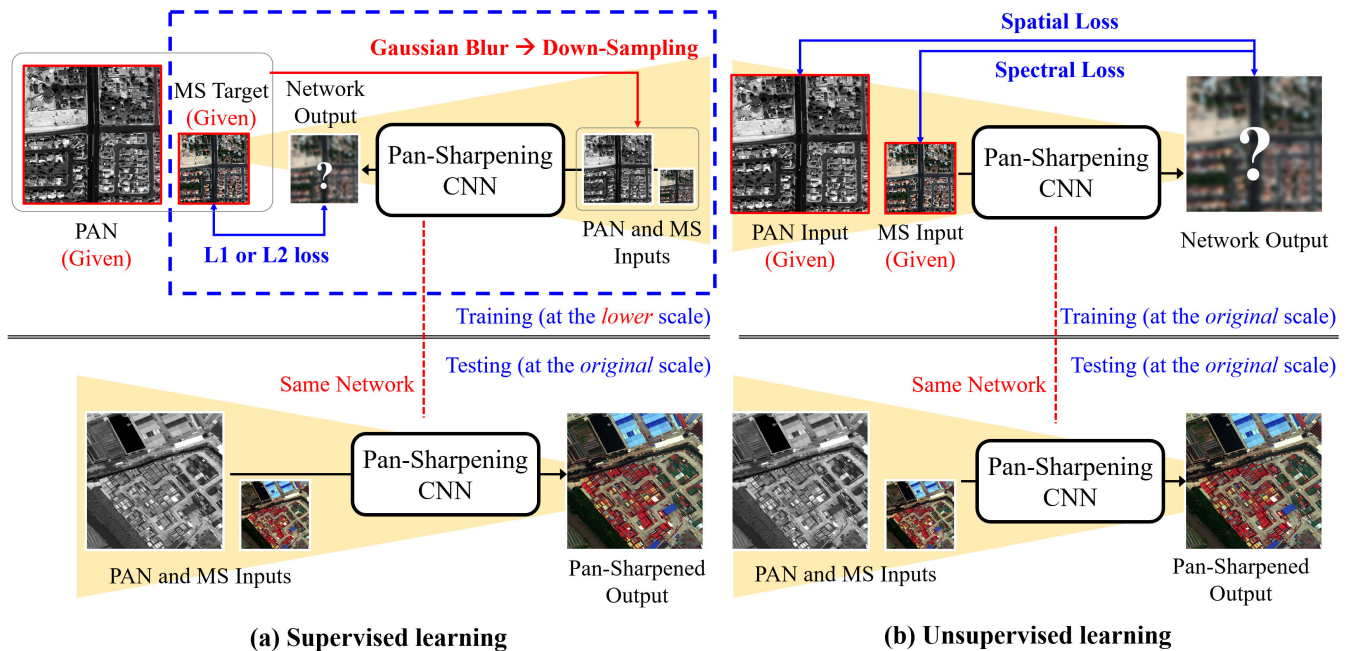 Gaussian Blur → Down-Sampling
MS Target
(Given)
Network
Output
?
Pan-Sharpening
CNN
PAN
(Given)
L1 or L2 loss
PAN and MS
Inputs
Training (at the lower scale)
Testing (at the original scale)
Same Network
Pan-Sharpening
CNN
PAN and MS Inputs
Pan-Sharpened
Output
(a) Supervised learning
Spatial Loss
Spectral Loss
Pan-Sharpening
CNN
?
PAN Input
(Given)
MS Input
(Given)
Network Output
Training (at the original scale)
Testing (at the original scale)
Same Network
Pan-Sharpening
CNN
PAN and MS Inputs
Pan-Sharpened
Output
(b) Unsupervised learning